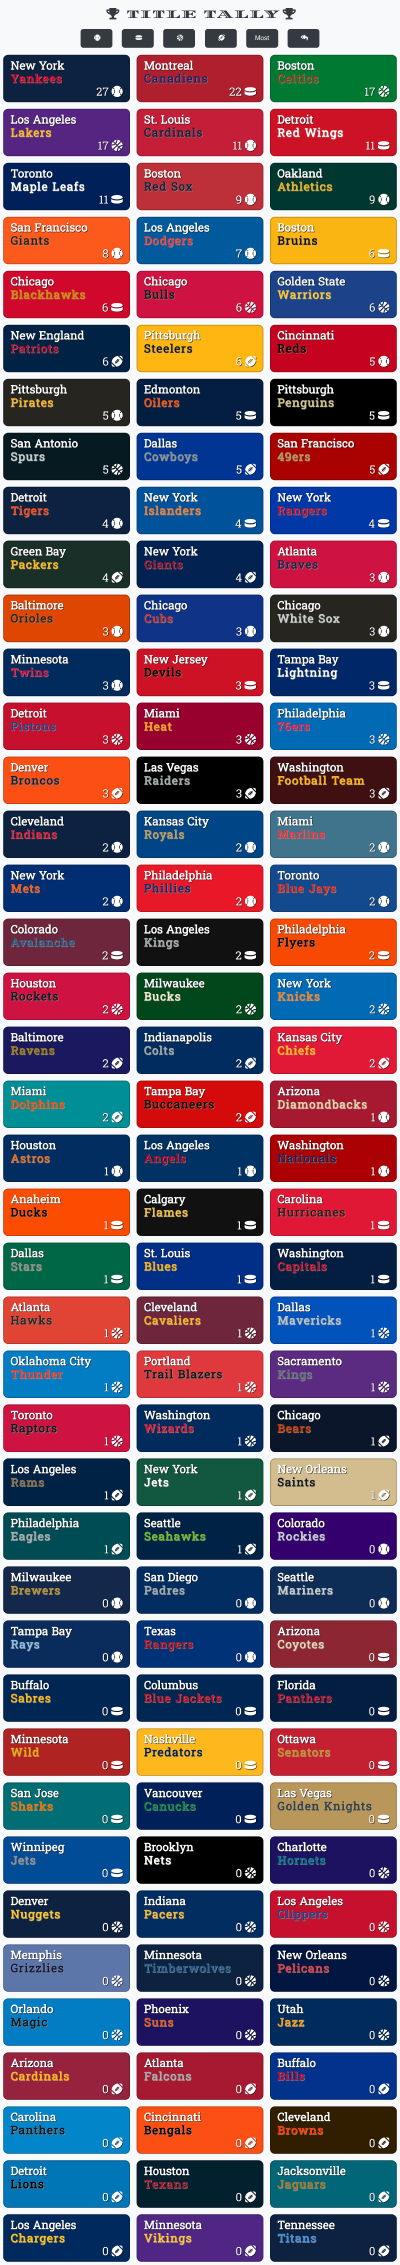 TITLE TALLY
Most
New York
Yankees
27
Montreal
Canadiens
22
Boston
Celtics
17
Los Angeles
Lakers
17
St. Louis
Cardinals
11
Detroit
Red Wings
11
Toronto
Maple Leafs
11
Boston
Red Sox
9
Oakland
Athletics
9
San Francisco
Giants
8
Los Angeles
Dodgers
7
Boston
Bruins
6
Chicago
Blackhawks
6
Chicago
Bulls
6
Golden State
Warriors
6
New England
Patriots
6
Pittsburgh
Steelers
6
Cincinnati
Reds
5
Pittsburgh
Pirates
5
Edmonton
Oilers
5
Pittsburgh
Penguins
5
San Antonio
Spurs
5
Dallas
Cowboys
5
San Francisco
49ers
5
Detroit
Tigers
4
New York
Islanders
4
New York
Rangers
4
Green Bay
Packers
4
New York
Giants
4
Atlanta
Braves
3
Baltimore
Orioles
3
Chicago
Cubs
3
Chicago
White Sox
3
Minnesota
Twins
3
New Jersey
Devils
3
Tampa Bay
Lightning
3
Detroit
Pistons
3
Miami
Heat
3
Philadelphia
76ers
3
Denver
Broncos
3
Las Vegas
Raiders
3
Washington
Football Team
3
Cleveland
Indians
2
Kansas City
Royals
2
Miami
Marlins
2
New York
Mets
2
Philadelphia
Phillies
2
Toronto
Blue Jays
2
Colorado
Avalanche
2
Los Angeles
Kings
2
Philadelphia
Flyers
2
Houston
Rockets
2
Milwaukee
Bucks
2
New York
Knicks
2
Baltimore
Ravens
2
Indianapolis
Colts
2
Kansas City
Chiefs
2
Miami
Dolphins
2
Tampa Bay
Buccaneers
2
Arizona
Diamondbacks
1
Houston
Astros
1
Los Angeles
Angels
1
Washington
Nationals
1
Anaheim
Ducks
1
Calgary
Flames
1
Carolina
Hurricanes
1
Dallas
Stars
1
St. Louis
Blues
1
Washington
Capitals
1
Atlanta
Hawks
1
Cleveland
Cavaliers
1
Dallas
Mavericks
1
Oklahoma City
Thunder
1
Portland
Trail Blazers
1
Sacramento
Kings
1
Toronto
Raptors
1
Washington
Wizards
1
Chicago
Bears
1
Los Angeles
Rams
1
New York
Jets
1
New Orleans
Saints
1
Philadelphia
Eagles
1
Seattle
Seahawks
1
Colorado
Rockies
0
Milwaukee
Brewers
0
San Diego
Padres
0
Seattle
Mariners
0
Tampa Bay
Rays
0
Texas
Rangers
0
Arizona
Coyotes
0
Buffalo
Sabres
0
Columbus
Blue Jackets
0
Florida
Panthers
0
Minnesota
Wild
0
Nashville
Predators
0
Ottawa
Senators
0
San Jose
Sharks
0
Vancouver
Canucks
0
Las Vegas
Golden Knights
0
Winnipeg
Jets
0
Brooklyn
Nets
0
Charlotte
Hornets
0
Denver
Nuggets
0
Indiana
Pacers
0
Los Angeles
Clippers
0
Memphis
Grizzlies
0
Minnesota
Timberwolves
0
New Orleans
Pelicans
0
Orlando
Magic
0
Phoenix
Suns
0
Utah
Jazz
0
Arizona
Cardinals
0
Atlanta
Falcons
0
Buffalo
Bills
0
Carolina
Panthers
0
Cincinnati
Bengals
0
Cleveland
Browns
0
Detroit
Lions
0
Houston
Texans
0
Jacksonville
Jaguars
0
Los Angeles
Chargers
0
Minnesota
Vikings
0
Tennessee
Titans
0